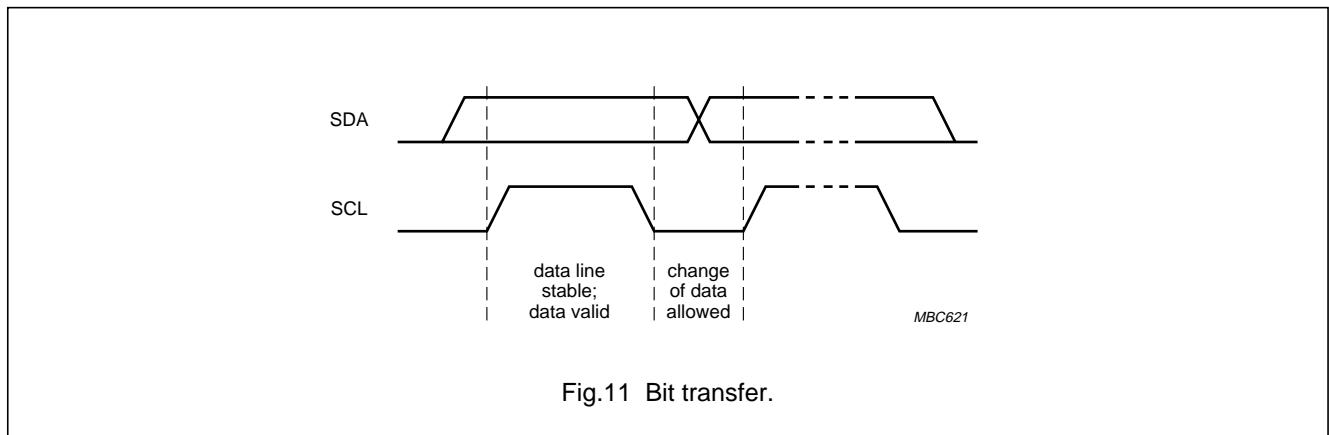 SDA
SCL
data line
stable;
data valid
change
of data
allowed
MBC621
Fig.11 Bit transfer.